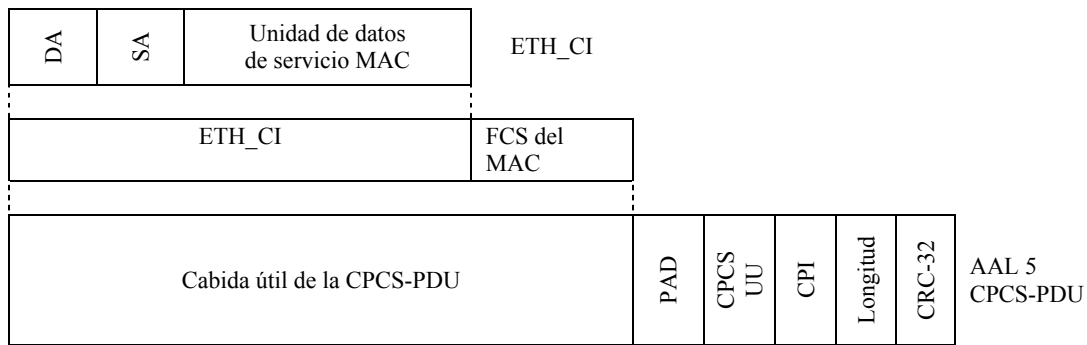 DA
SA
Unidad de datos
de servicio MAC
ETH_CI
ETH_CI
FCS del
MAC
Cabida útil de la CPCS-PDU
PAD
CPCS
UU
CPI
Longitud
CRC-32
AAL 5
CPCS-PDU